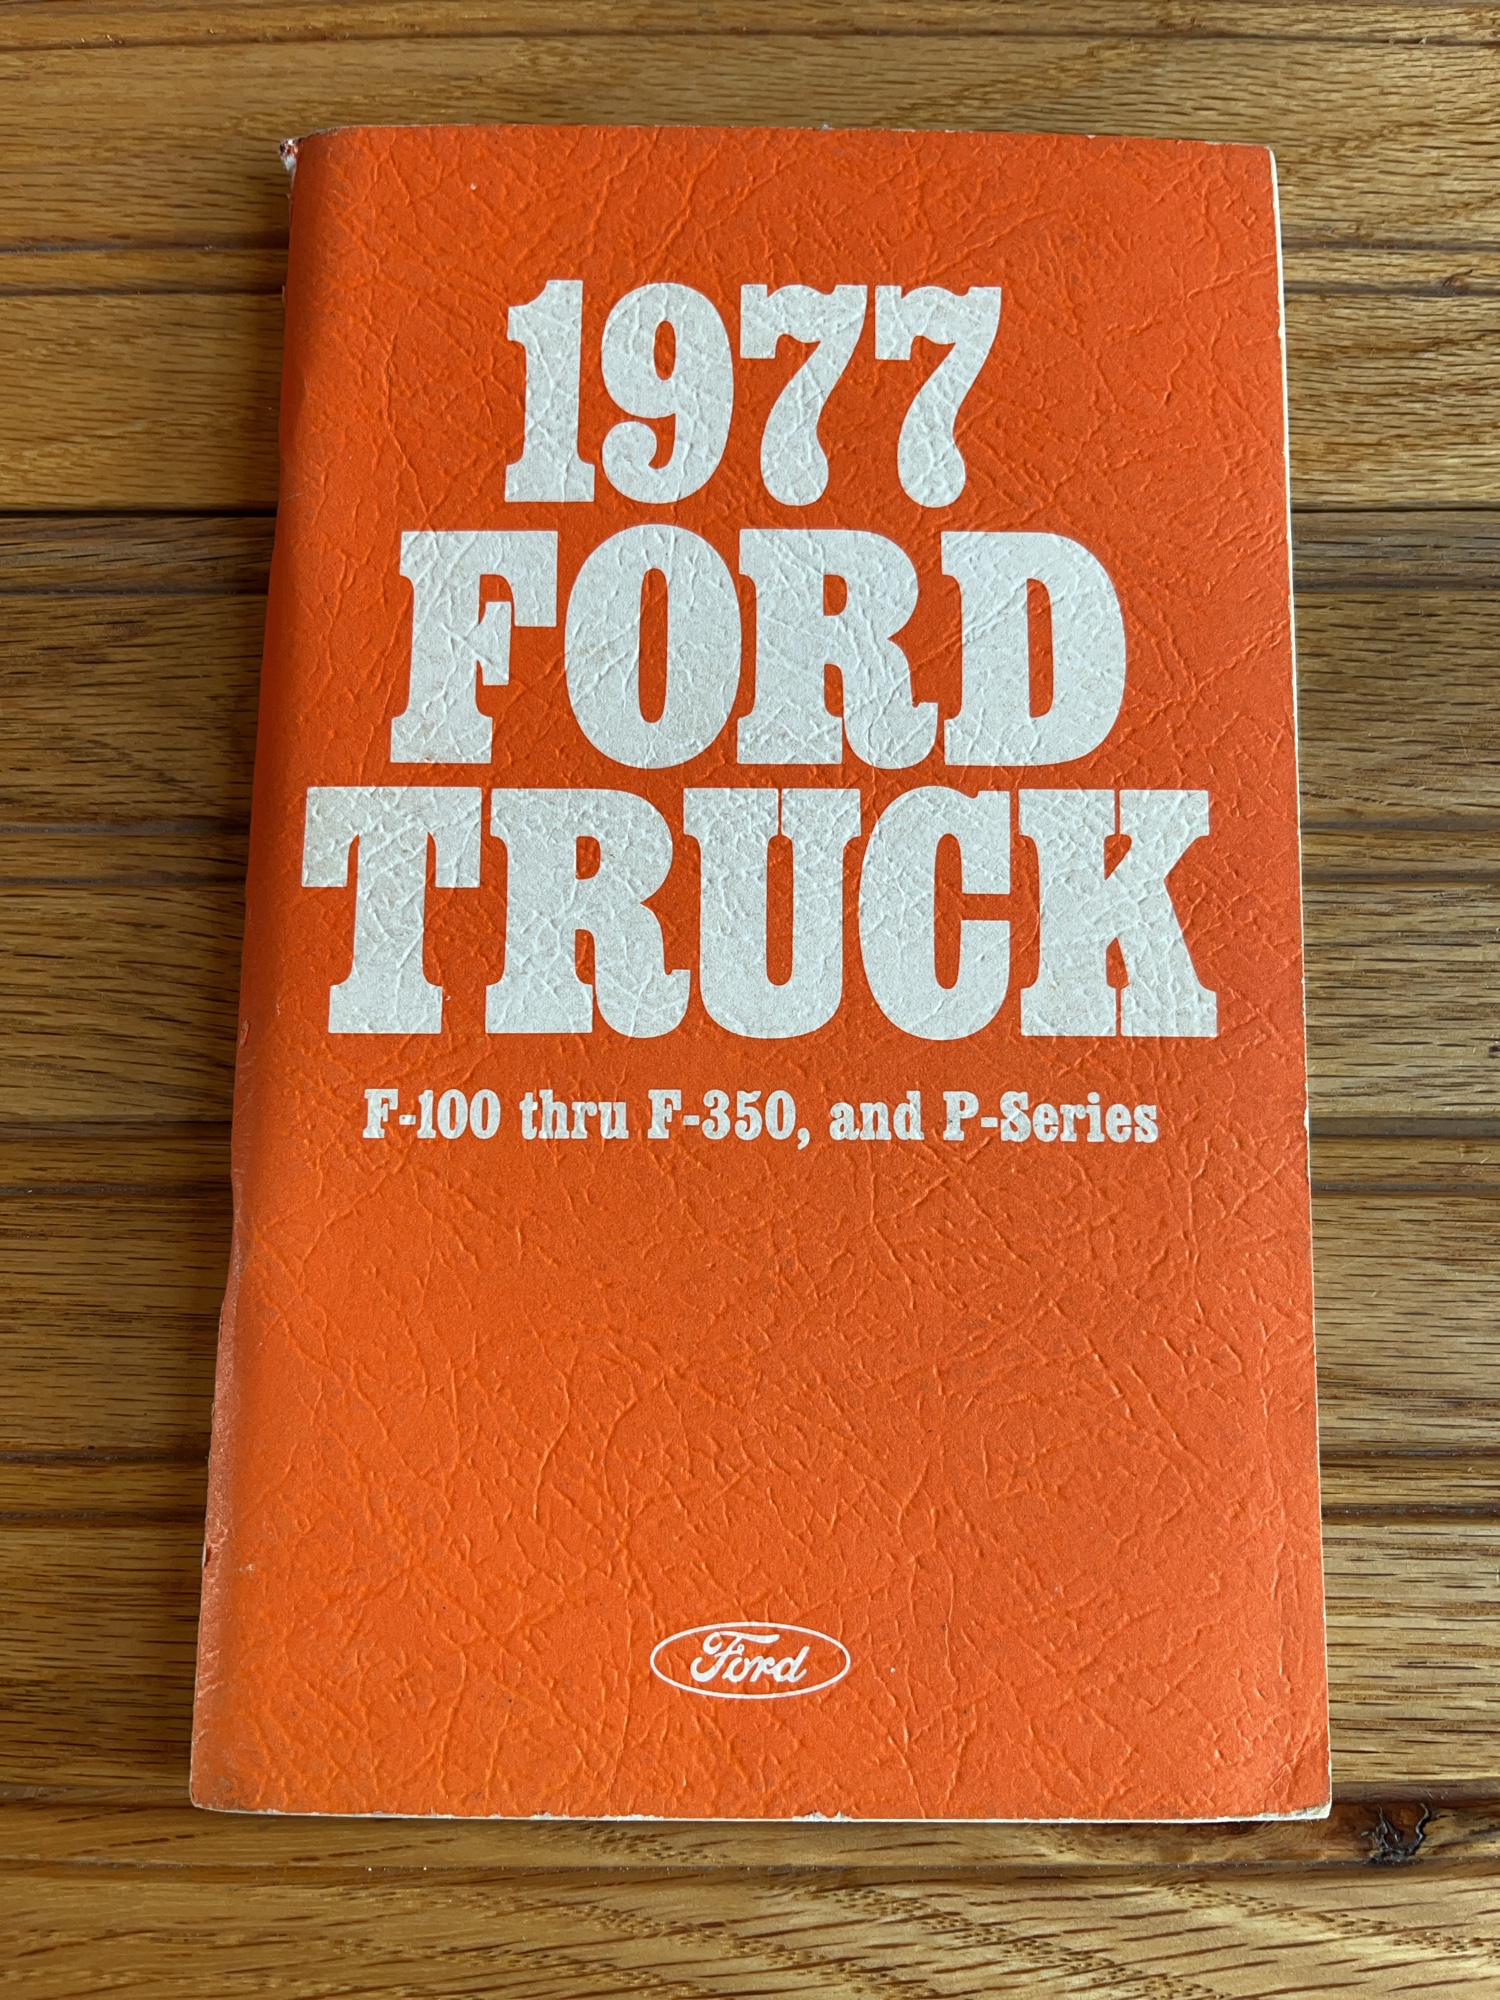 1977
FORD
TRUCK
F-100 thru F-350, and P-Series
Ford